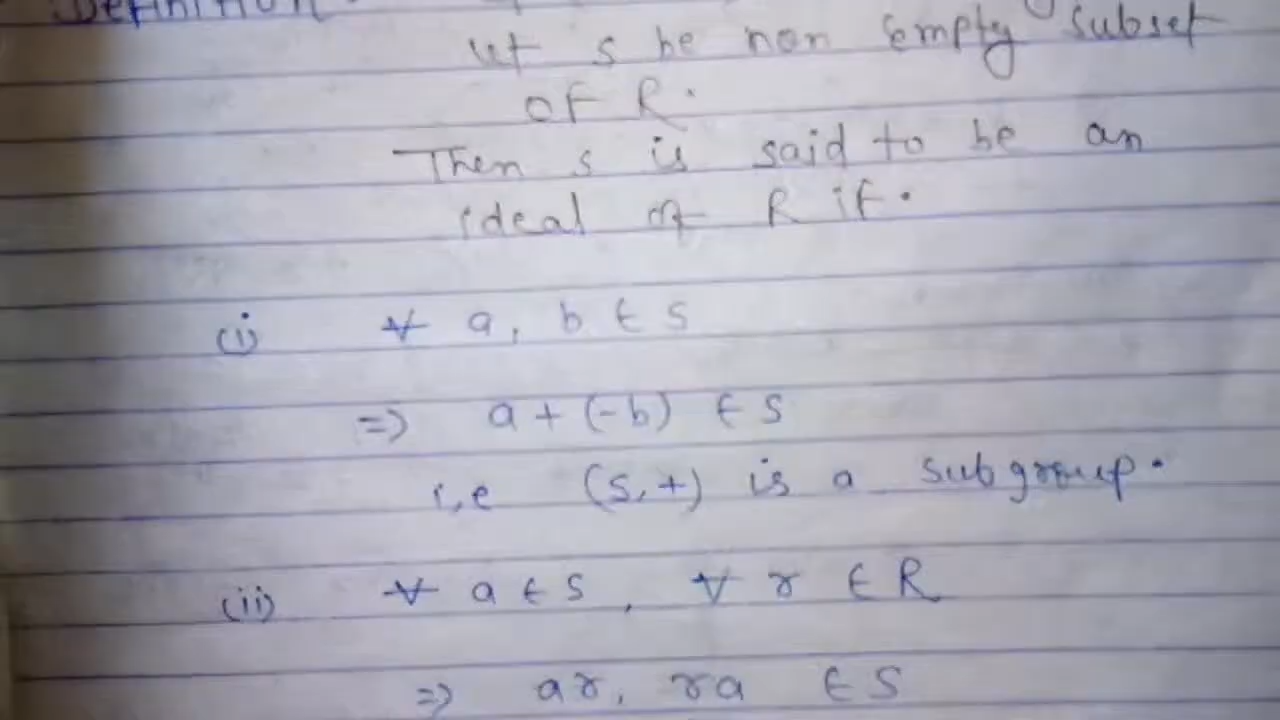 Definition
let s be non empty subset
of R.
Then s is said to be an
ideal of R if.
(i) ∀ a, b ∈ S
=> a + (-b) ∈ S
i,e (S,+) is a subgroup.
(ii) ∀ a ∈ S, ∀ r ∈ R
=> ar, ra ∈ S